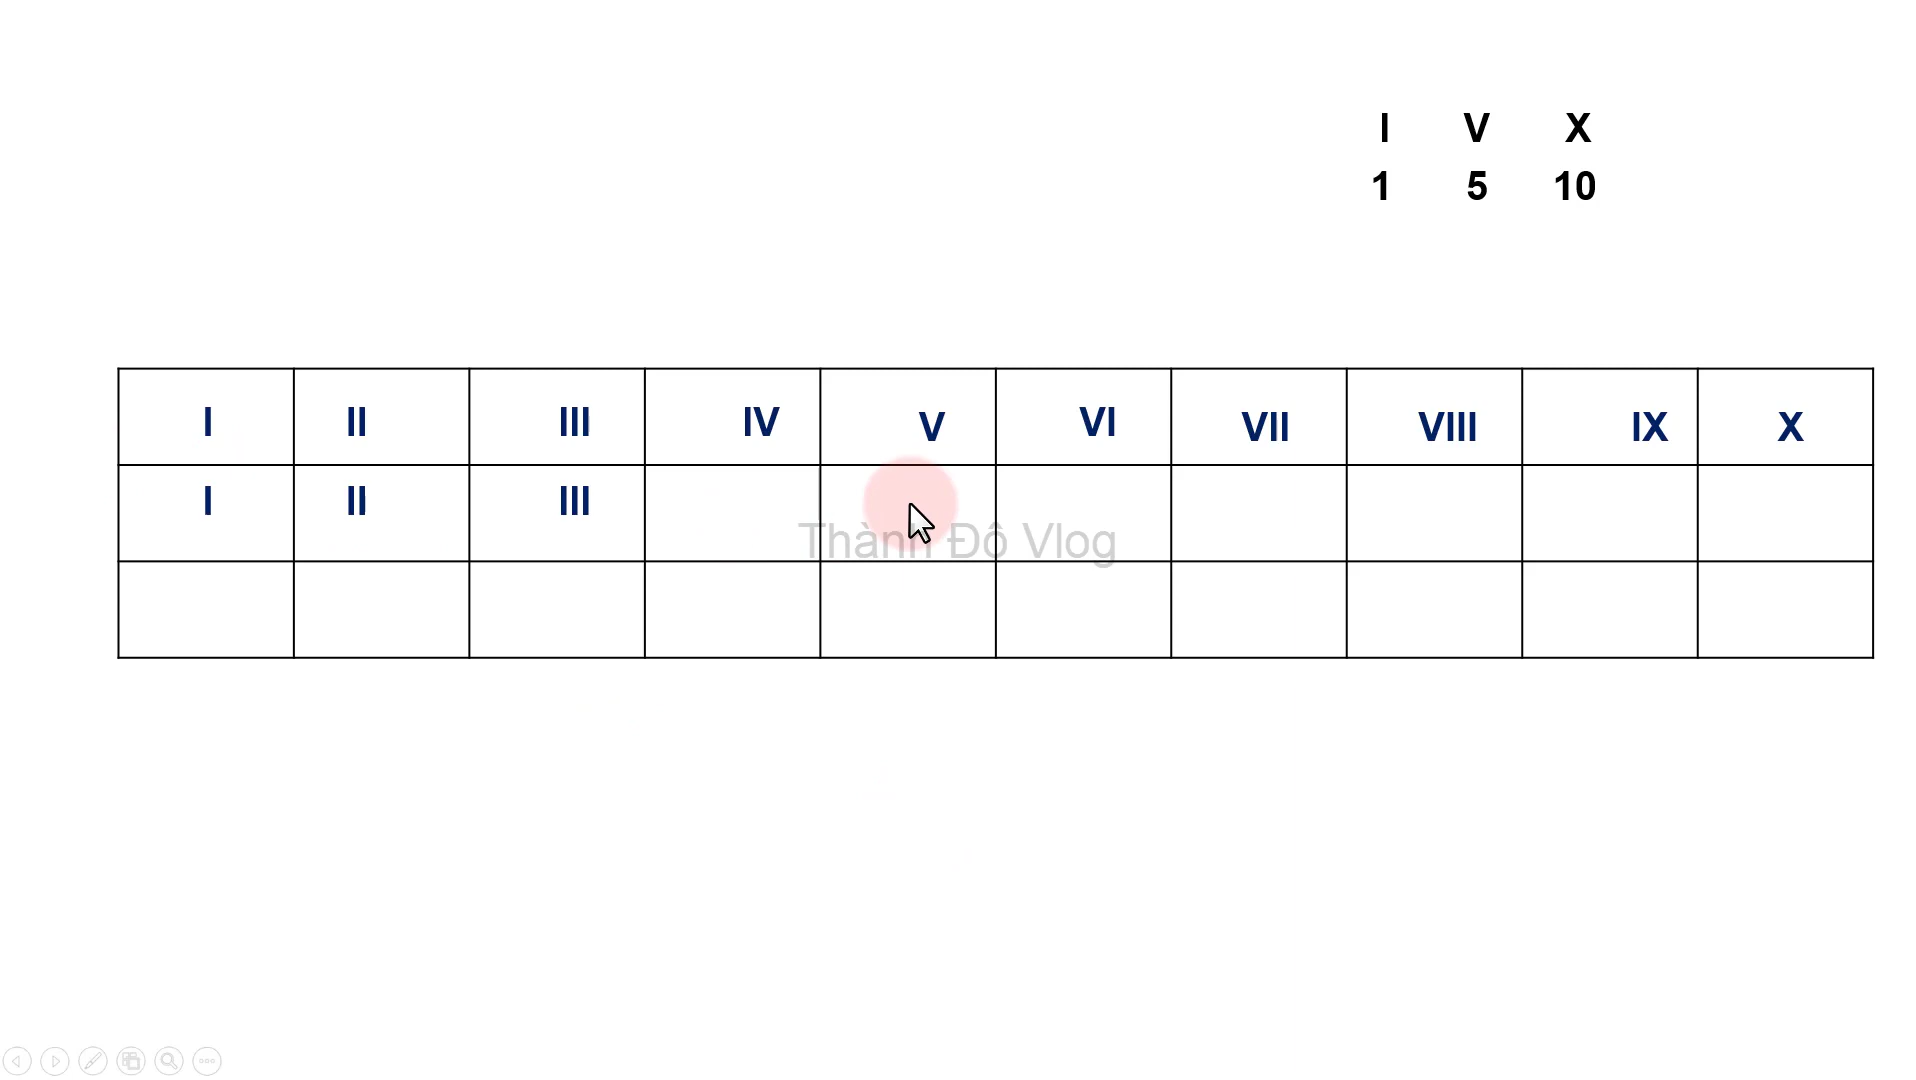 I V X
1 5 10
I II III IV V VI VII VIII IX X
I II III
Thành Đô Vlog